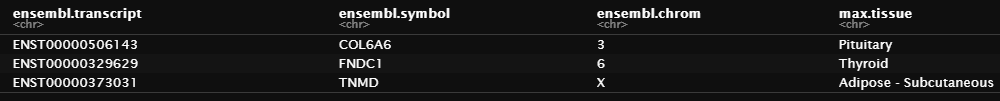 ensembl.transcript ensembl.symbol ensembl.chrom max.tissue
<chr> <chr> <chr> <chr>
ENST00000506143 COL6A6 3 Pituitary
ENST00000329629 FNDC1 6 Thyroid
ENST00000373031 TNMD X Adipose - Subcutaneous